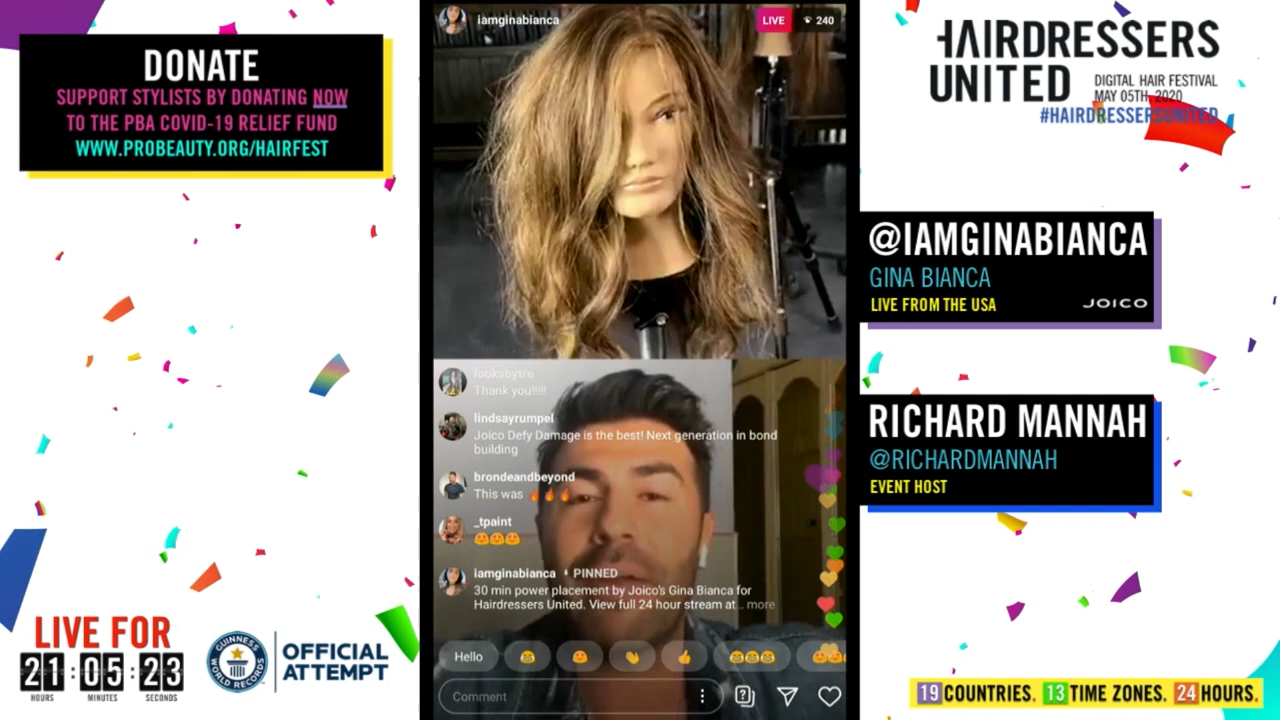 DONATE
SUPPORT STYLISTS BY DONATING NOW
TO THE PBA COVID-19 RELIEF FUND
WWW.PROBEAUTY.ORG/HAIRFEST
LIVE FOR
21:05:23
HOURS MINUTES SECONDS
GUINNESS
WORLD RECORDS
OFFICIAL
ATTEMPT
iamginabianca
LIVE
240
looksbytre
Thank you!!!!!
lindsayrumpel
Joico Defy Damage is the best! Next generation in bond
building
brondeandbeyond
This was 🔥🔥🔥
_tpaint
😍😍😍
iamginabianca PINNED
30 min power placement by Joico's Gina Bianca for
Hairdressers United. View full 24 hour stream at... more
Hello
Comment
HAIRDRESSERS
UNITED
DIGITAL HAIR FESTIVAL
MAY 05TH, 2020
#HAIRDRESSERSUNITED
@IAMGINABIANCA
GINA BIANCA
LIVE FROM THE USA
JOICO
RICHARD MANNAH
@RICHARDMANNAH
EVENT HOST
19 COUNTRIES. 13 TIME ZONES. 24 HOURS.